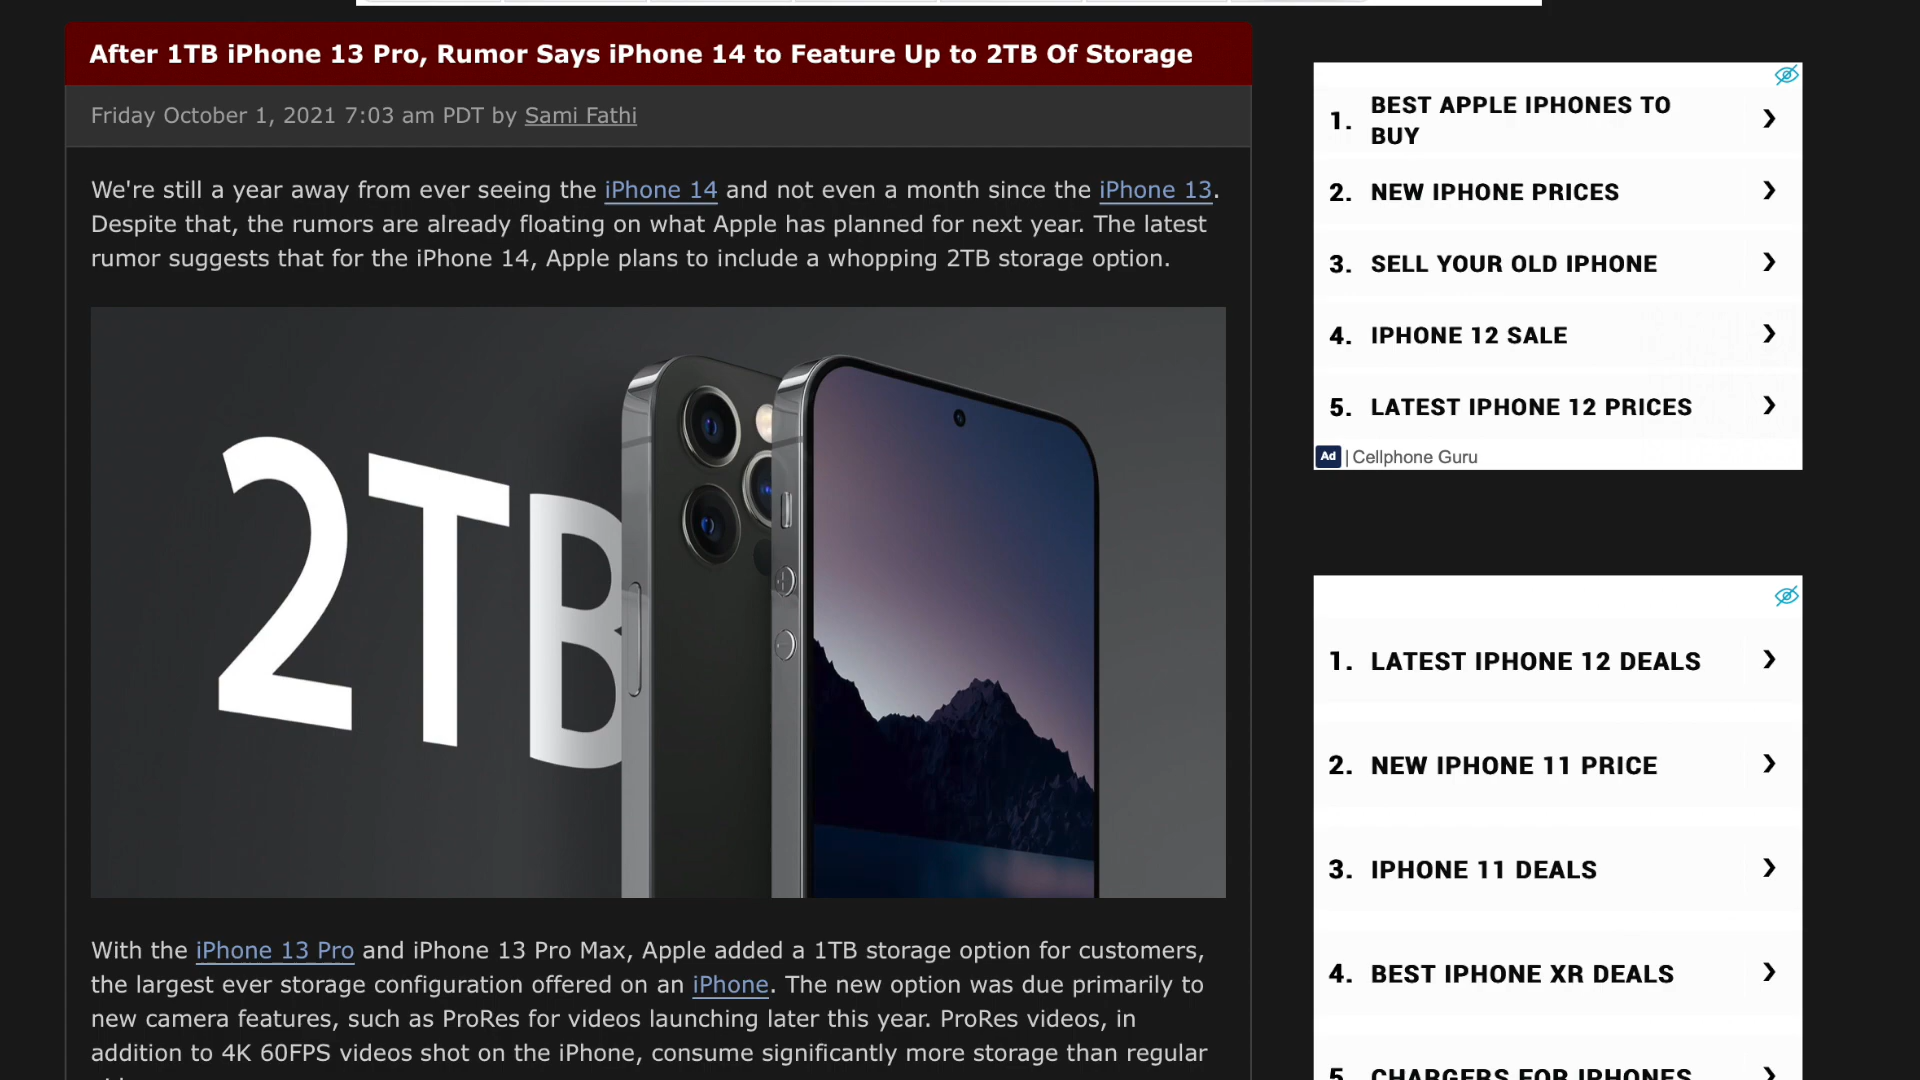 After 1TB iPhone 13 Pro, Rumor Says iPhone 14 to Feature Up to 2TB Of Storage
Friday October 1, 2021 7:03 am PDT by Sami Fathi
We're still a year away from ever seeing the iPhone 14 and not even a month since the iPhone 13.
Despite that, the rumors are already floating on what Apple has planned for next year. The latest
rumor suggests that for the iPhone 14, Apple plans to include a whopping 2TB storage option.
2TB
With the iPhone 13 Pro and iPhone 13 Pro Max, Apple added a 1TB storage option for customers,
the largest ever storage configuration offered on an iPhone. The new option was due primarily to
new camera features, such as ProRes for videos launching later this year. ProRes videos, in
addition to 4K 60FPS videos shot on the iPhone, consume significantly more storage than regular
1. BEST APPLE IPHONES TO
BUY
2. NEW IPHONE PRICES
3. SELL YOUR OLD IPHONE
4. IPHONE 12 SALE
5. LATEST IPHONE 12 PRICES
Ad | Cellphone Guru
1. LATEST IPHONE 12 DEALS
2. NEW IPHONE 11 PRICE
3. IPHONE 11 DEALS
4. BEST IPHONE XR DEALS
5. CHARGERS FOR IPHONES